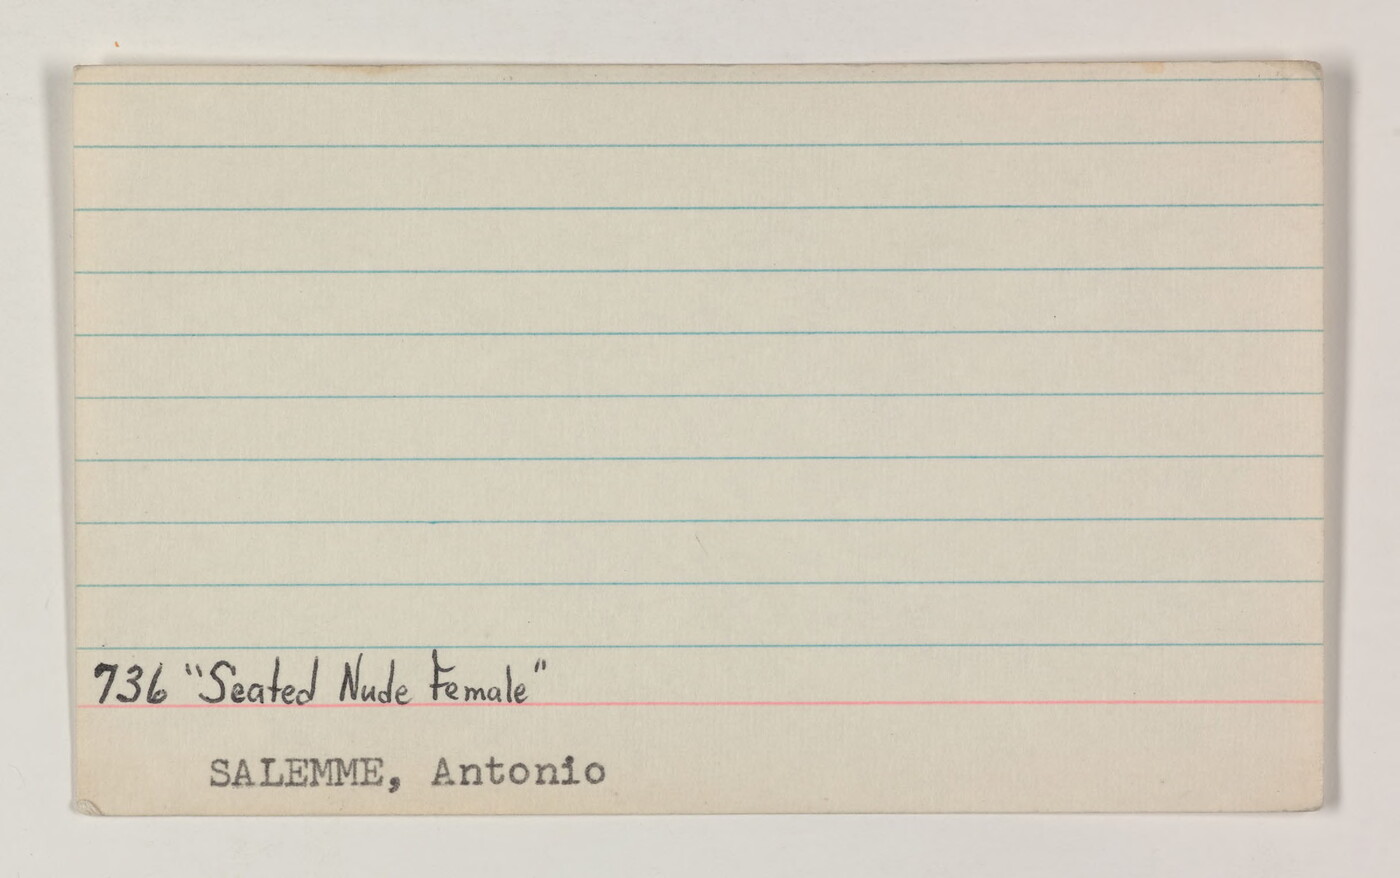 736 "Seated Nude Female"
SALEMME, Antonio